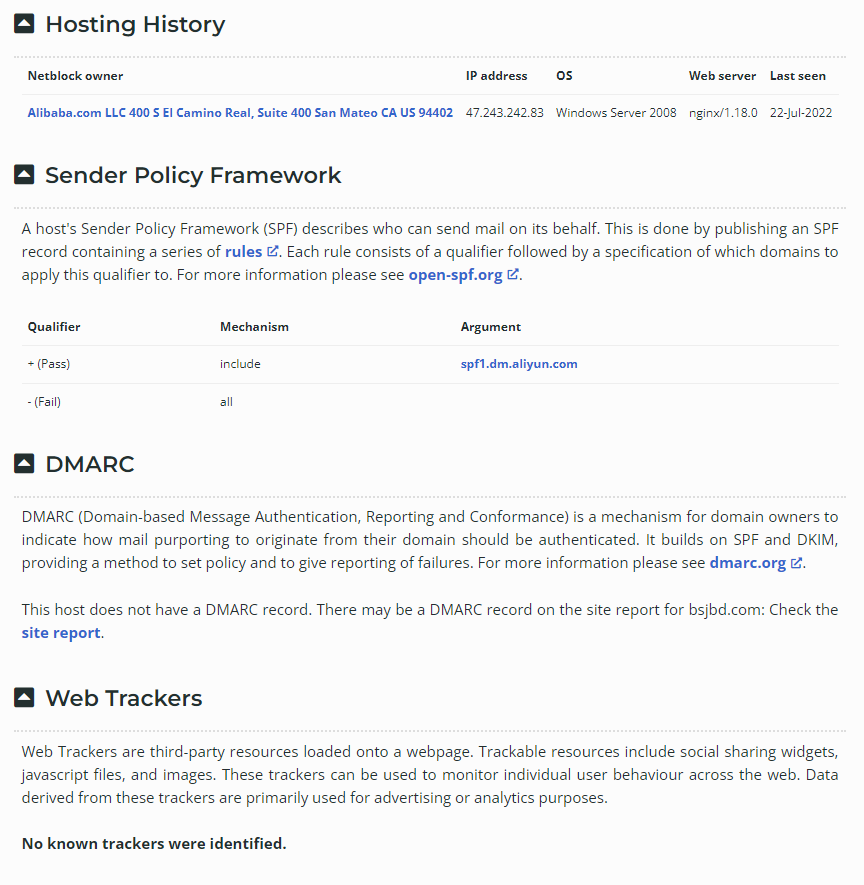 Hosting History
Netblock owner IP address OS Web server Last seen
Alibaba.com LLC 400 S El Camino Real, Suite 400 San Mateo CA US 94402 47.243.242.83 Windows Server 2008 nginx/1.18.0 22-Jul-2022
Sender Policy Framework
A host's Sender Policy Framework (SPF) describes who can send mail on its behalf. This is done by publishing an SPF
record containing a series of rules. Each rule consists of a qualifier followed by a specification of which domains to
apply this qualifier to. For more information please see open-spf.org.
Qualifier Mechanism Argument
+ (Pass) include spf1.dm.aliyun.com
- (Fail) all
DMARC
DMARC (Domain-based Message Authentication, Reporting and Conformance) is a mechanism for domain owners to
indicate how mail purporting to originate from their domain should be authenticated. It builds on SPF and DKIM,
providing a method to set policy and to give reporting of failures. For more information please see dmarc.org.
This host does not have a DMARC record. There may be a DMARC record on the site report for bsjbd.com: Check the
site report.
Web Trackers
Web Trackers are third-party resources loaded onto a webpage. Trackable resources include social sharing widgets,
javascript files, and images. These trackers can be used to monitor individual user behaviour across the web. Data
derived from these trackers are primarily used for advertising or analytics purposes.
No known trackers were identified.